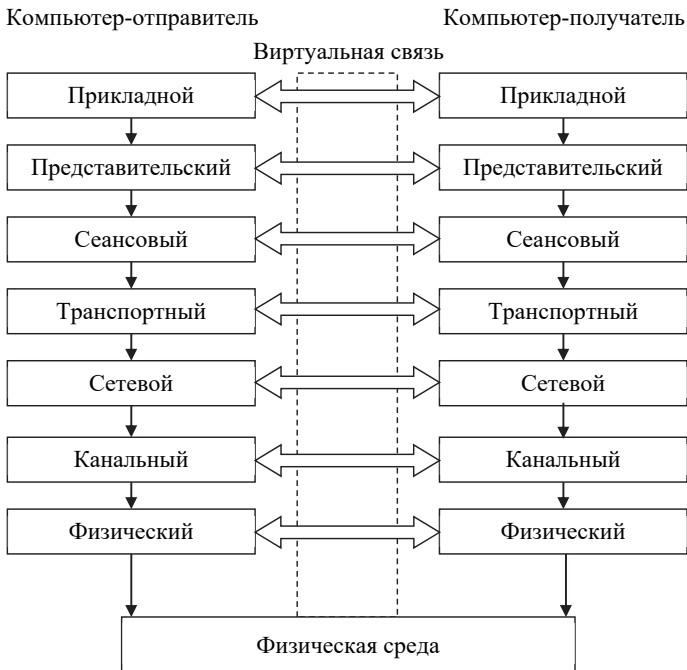 Компьютер-отправитель
Компьютер-получатель
Виртуальная связь
Прикладной
Прикладной
Представительский
Представительский
Сеансовый
Сеансовый
Транспортный
Транспортный
Сетевой
Сетевой
Канальный
Канальный
Физический
Физический
Физическая среда